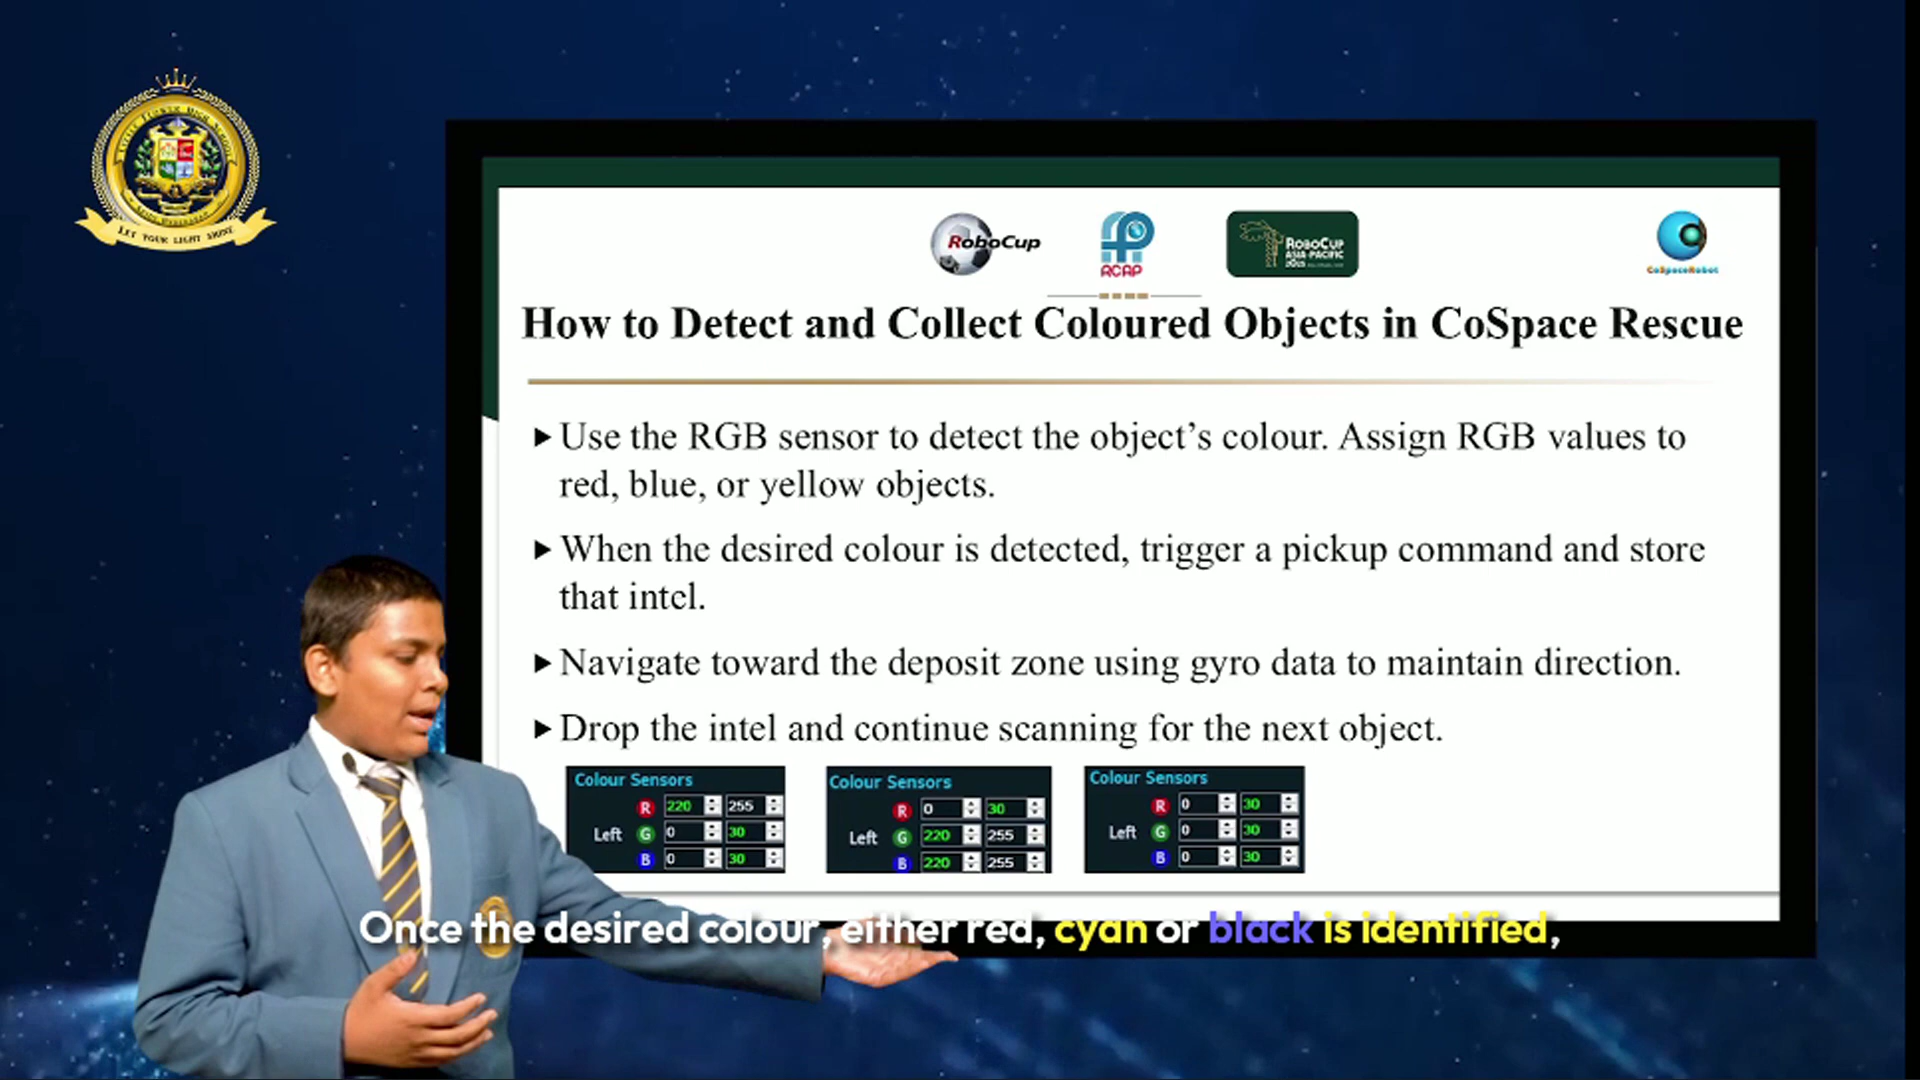 LET YOUR LIGHT SHINE
RoboCup
RCAP
RoboCup
Asia-Pacific
CoSpaceRobot
How to Detect and Collect Coloured Objects in CoSpace Rescue
Use the RGB sensor to detect the object's colour. Assign RGB values to
red, blue, or yellow objects.
When the desired colour is detected, trigger a pickup command and store
that intel.
Navigate toward the deposit zone using gyro data to maintain direction.
Drop the intel and continue scanning for the next object.
Colour Sensors
R 220 255
Left G 0 30
B 0 30
Colour Sensors
R 0 30
Left G 220 255
B 220 255
Colour Sensors
R 0 30
Left G 0 30
B 0 30
Once the desired colour, either red, cyan or black is identified,